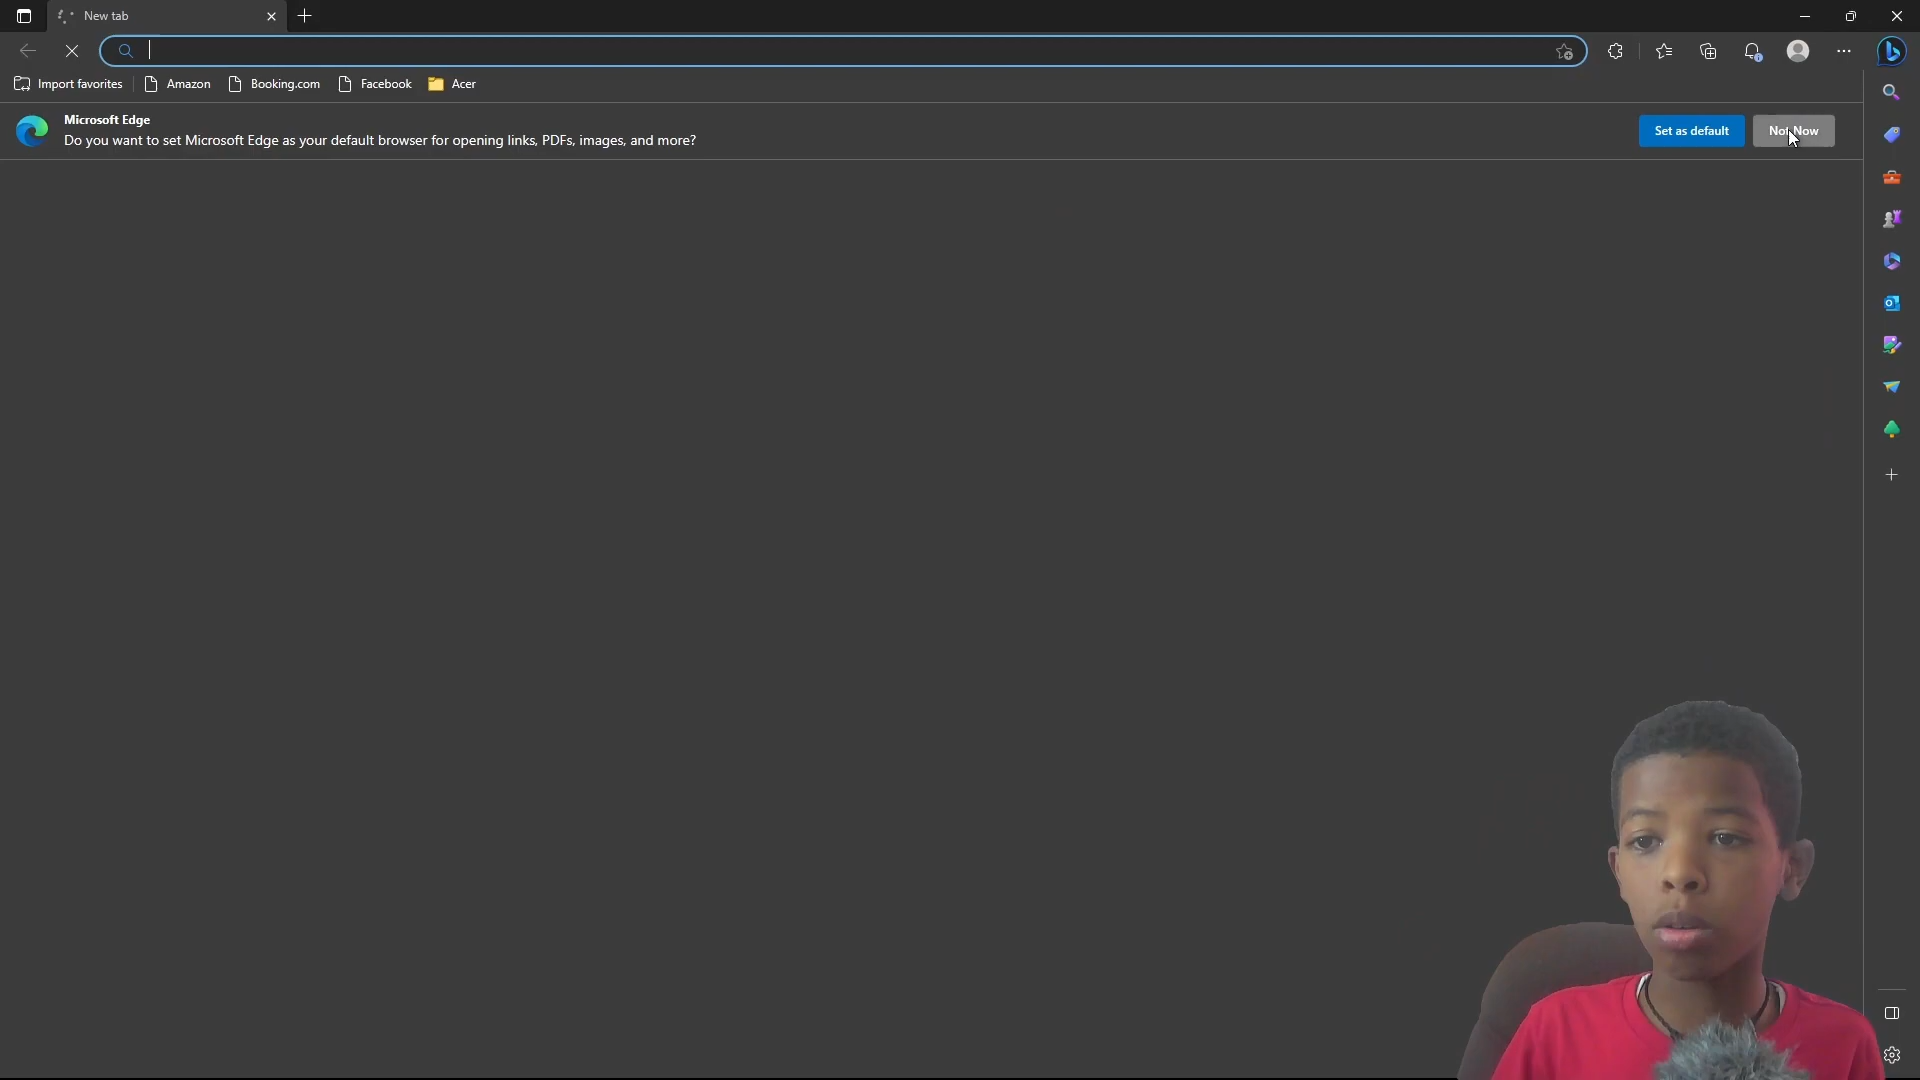 New tab
Import favorites Amazon Booking.com Facebook Acer
Microsoft Edge
Do you want to set Microsoft Edge as your default browser for opening links, PDFs, images, and more?
Set as default Not Now